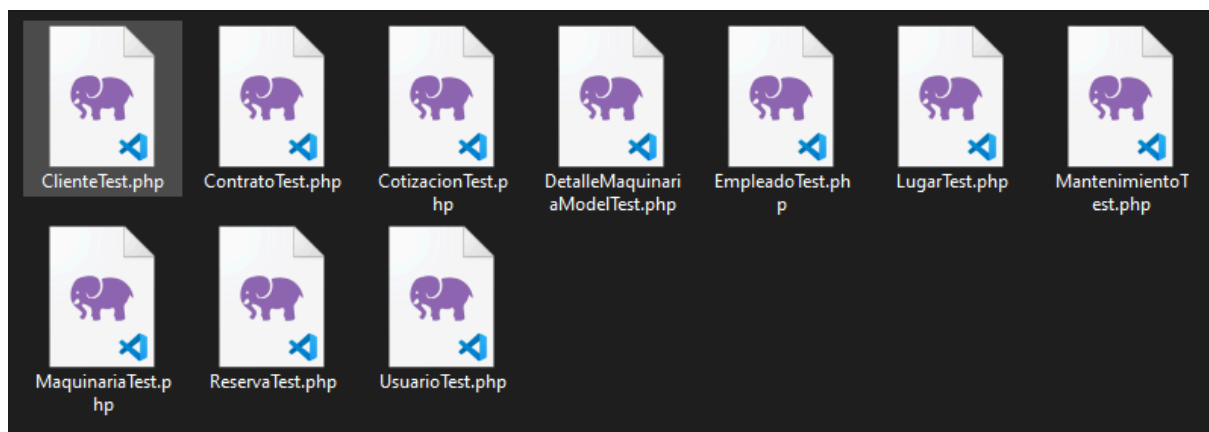 ClienteTest.php
ContratoTest.php
CotizacionTest.p
hp
DetalleMaquinari
aModelTest.php
EmpleadoTest.ph
p
LugarTest.php
MantenimientoT
est.php
MaquinariaTest.p
hp
ReservaTest.php
UsuarioTest.php